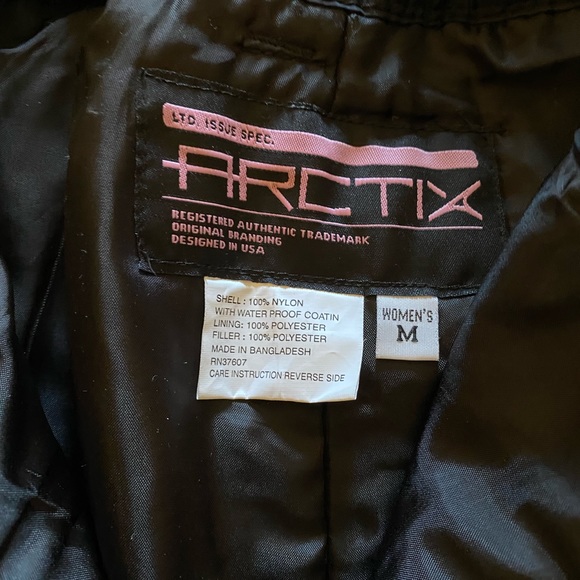 LTD. ISSUE SPEC.
ARCTIX
REGISTERED AUTHENTIC TRADEMARK
ORIGINAL BRANDING
DESIGNED IN USA
SHELL : 100% NYLON
WITH WATER PROOF COATIN
LINING: 100% POLYESTER
FILLER : 100% POLYESTER
MADE IN BANGLADESH
RN37607
CARE INSTRUCTION REVERSE SIDE
WOMEN'S
M